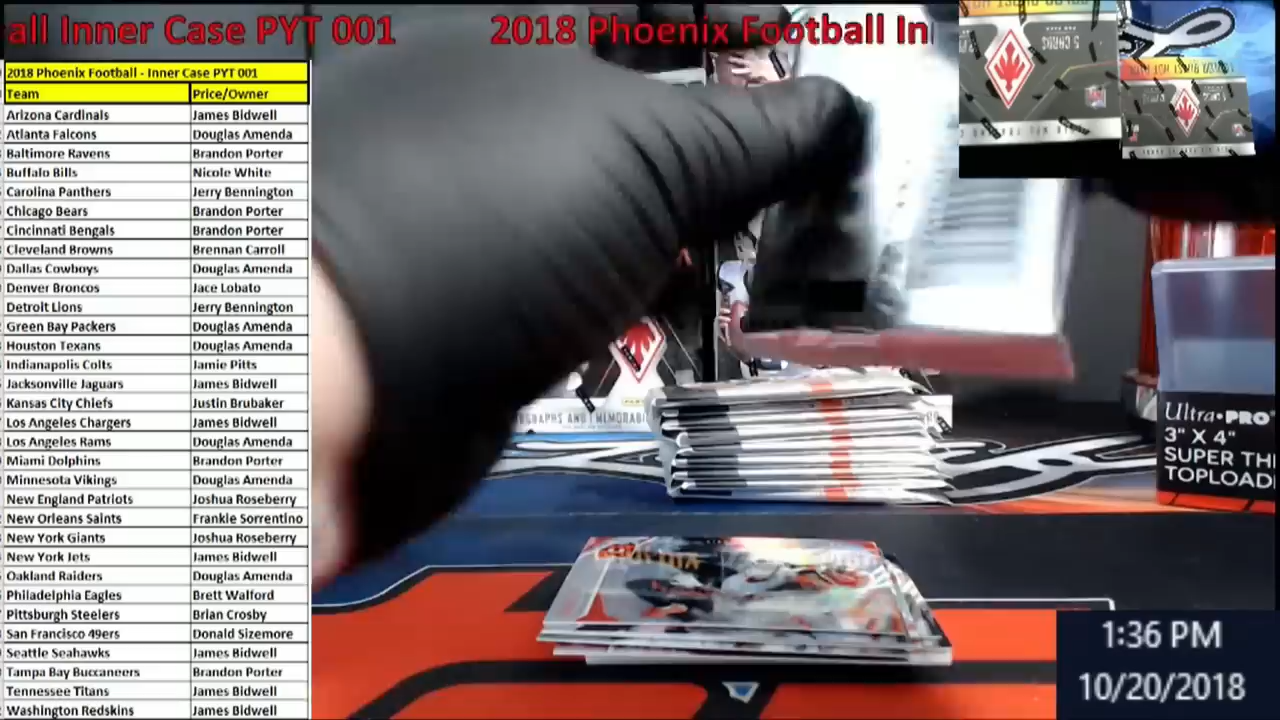 all Inner Case PYT 001 2018 Phoenix Football In
2018 Phoenix Football - Inner Case PYT 001
Team Price/Owner
Arizona Cardinals James Bidwell
Atlanta Falcons Douglas Amenda
Baltimore Ravens Brandon Porter
Buffalo Bills Nicole White
Carolina Panthers Jerry Bennington
Chicago Bears Brandon Porter
Cincinnati Bengals Brandon Porter
Cleveland Browns Brennan Carroll
Dallas Cowboys Douglas Amenda
Denver Broncos Jace Lobato
Detroit Lions Jerry Bennington
Green Bay Packers Douglas Amenda
Houston Texans Douglas Amenda
Indianapolis Colts Jamie Pitts
Jacksonville Jaguars James Bidwell
Kansas City Chiefs Justin Brubaker
Los Angeles Chargers James Bidwell
Los Angeles Rams Douglas Amenda
Miami Dolphins Brandon Porter
Minnesota Vikings Douglas Amenda
New England Patriots Joshua Roseberry
New Orleans Saints Frankie Sorrentino
New York Giants Joshua Roseberry
New York Jets James Bidwell
Oakland Raiders Douglas Amenda
Philadelphia Eagles Brett Walford
Pittsburgh Steelers Brian Crosby
San Francisco 49ers Donald Sizemore
Seattle Seahawks James Bidwell
Tampa Bay Buccaneers Brandon Porter
Tennessee Titans James Bidwell
Washington Redskins James Bidwell
5 CARDS
Ultra PRO
3" X 4"
SUPER TH
TOPLOAD
1:36 PM
10/20/2018